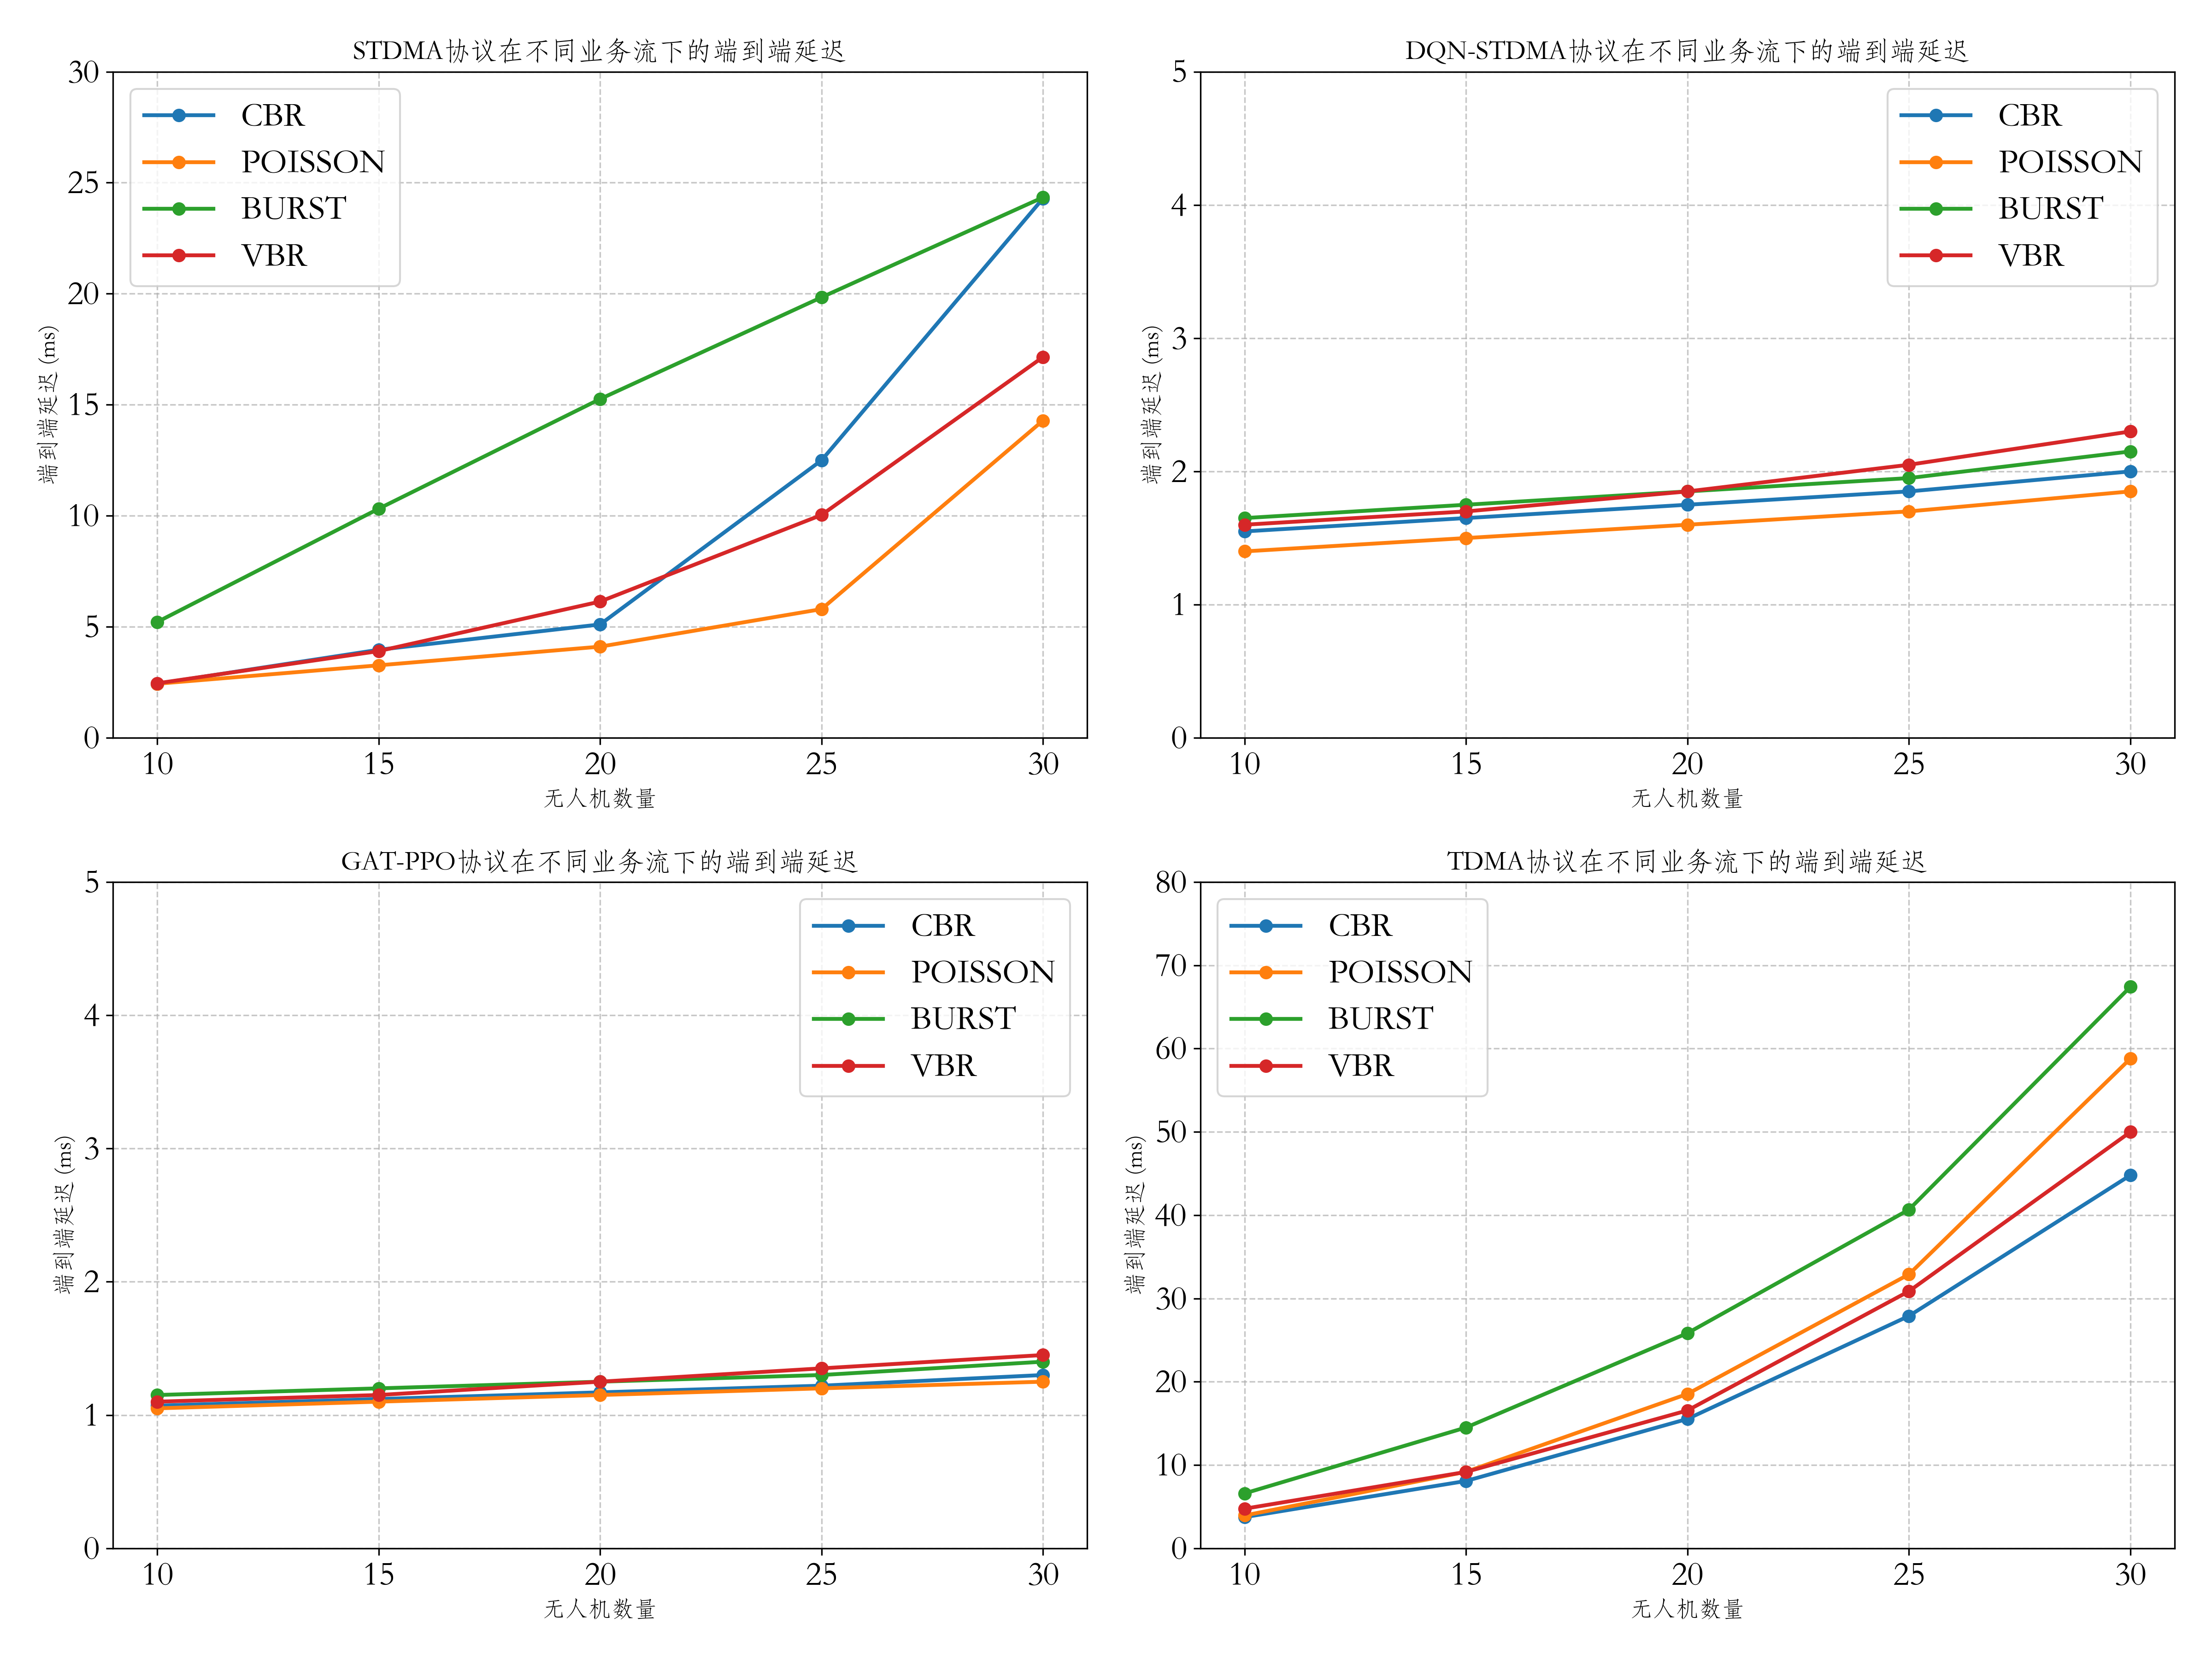 STDMA协议在不同业务流下的端到端延迟
30
25
20
15
10
5
0
端到端延迟 (ms)
CBR
POISSON
BURST
VBR
10 15 20 25 30
无人机数量
DQN-STDMA协议在不同业务流下的端到端延迟
5
4
3
2
1
0
端到端延迟 (ms)
CBR
POISSON
BURST
VBR
10 15 20 25 30
无人机数量
GAT-PPO协议在不同业务流下的端到端延迟
5
4
3
2
1
0
端到端延迟 (ms)
CBR
POISSON
BURST
VBR
10 15 20 25 30
无人机数量
TDMA协议在不同业务流下的端到端延迟
80
70
60
50
40
30
20
10
0
端到端延迟 (ms)
CBR
POISSON
BURST
VBR
10 15 20 25 30
无人机数量